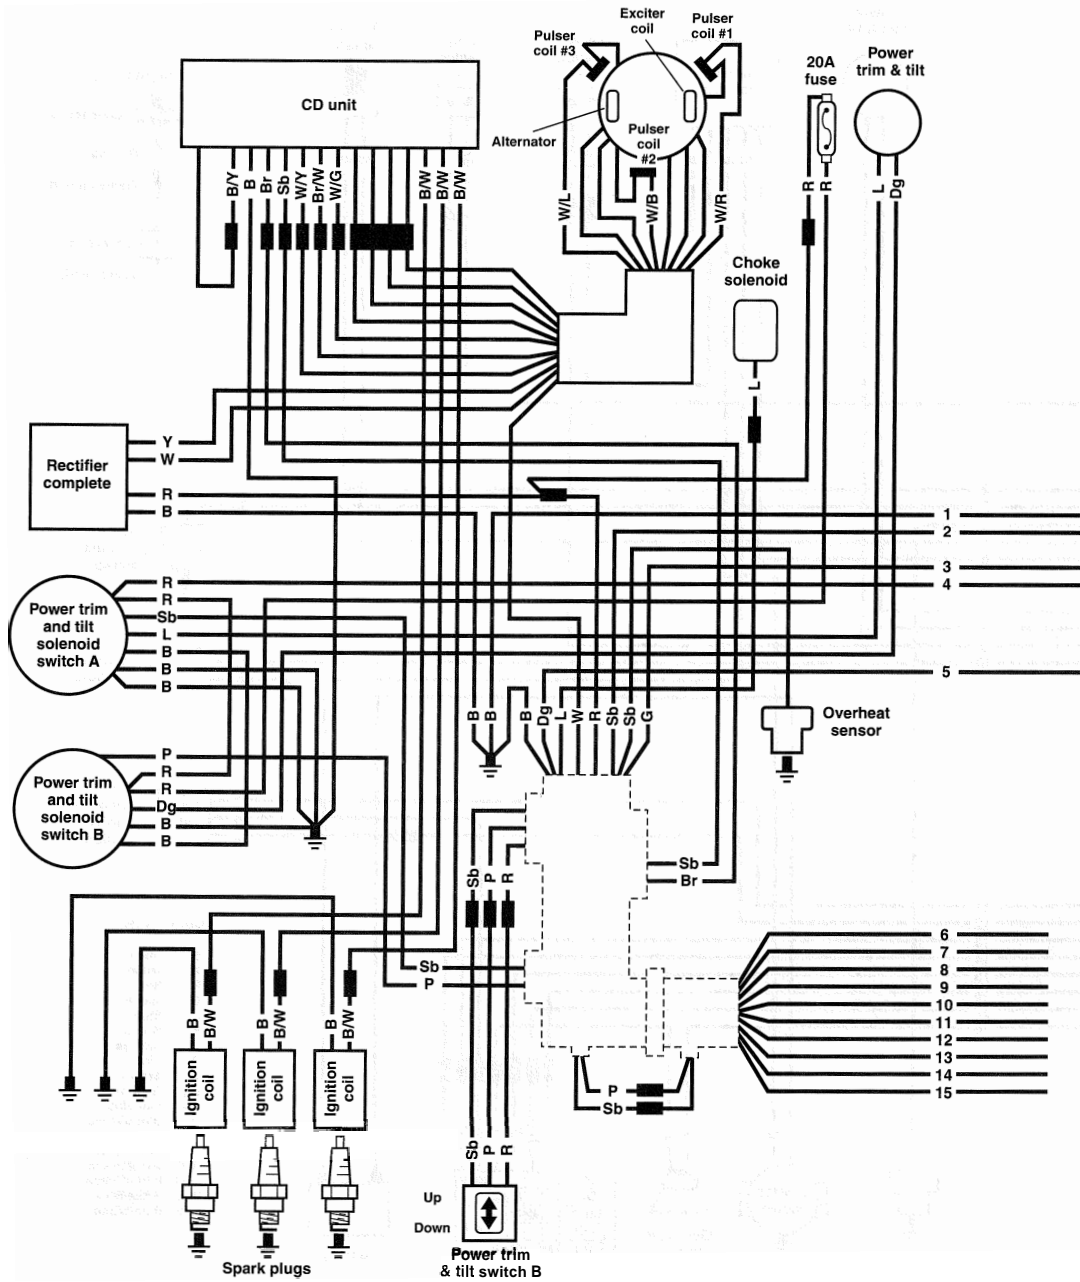 Exciter
coil
Pulser
coil #1
Pulser
coil #3
20A
fuse
Power
trim & tilt
CD unit
Alternator
Pulser
coil
#2
B/Y
B
Br
Sb
W/Y
Br/W
W/G
B/W
B/W
B/W
W/L
W/B
W/R
R
R
L
Dg
Choke
solenoid
L
Rectifier
complete
Y
W
R
B
1
2
3
4
5
Power trim
and tilt
solenoid
switch A
R
R
Sb
L
B
B
B
B
B
B
Dg
L
W
R
Sb
Sb
G
Overheat
sensor
Power trim
and tilt
solenoid
switch B
P
R
R
Dg
B
B
Sb
P
R
Sb
Br
Sb
P
6
7
8
9
10
11
12
13
14
15
B
B/W
B
B/W
B
B/W
Ignition
coil
Ignition
coil
Ignition
coil
P
Sb
Sb
P
R
Up
Down
Power trim
& tilt switch B
Spark plugs